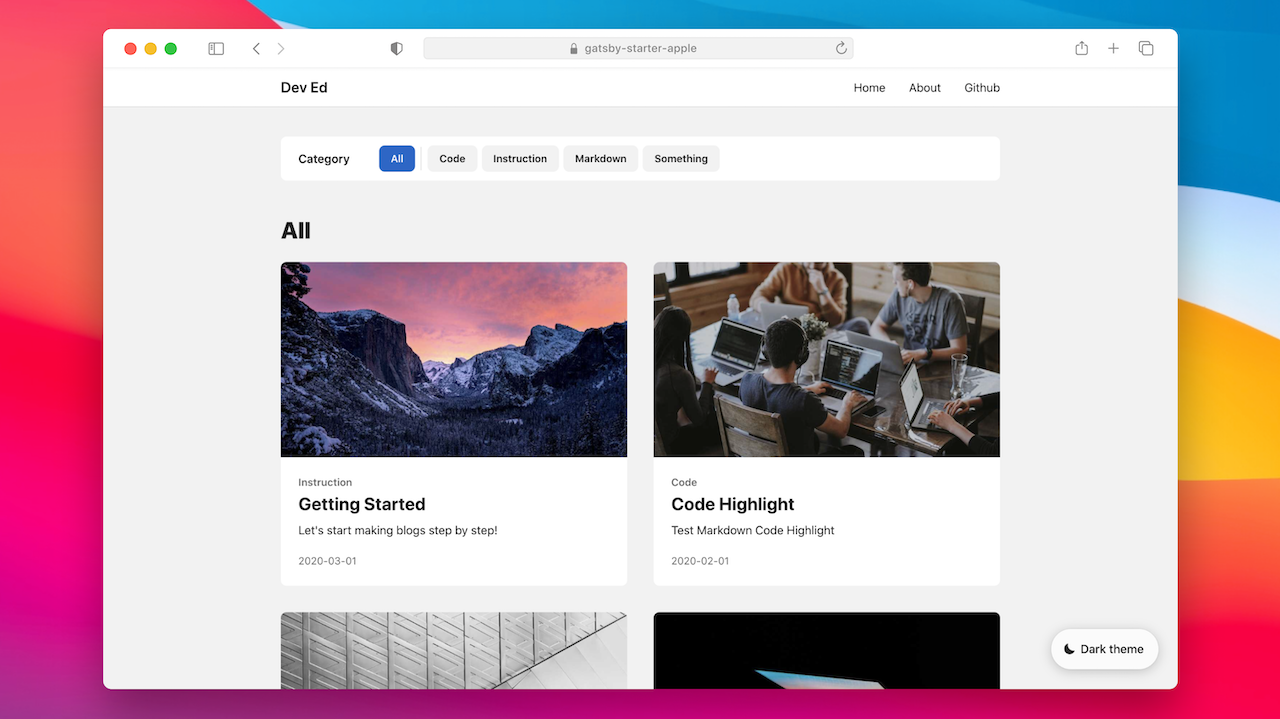 gatsby-starter-apple
Dev Ed
Home About Github
Category All Code Instruction Markdown Something
All
Instruction
Getting Started
Let's start making blogs step by step!
2020-03-01
Code
Code Highlight
Test Markdown Code Highlight
2020-02-01
Dark theme